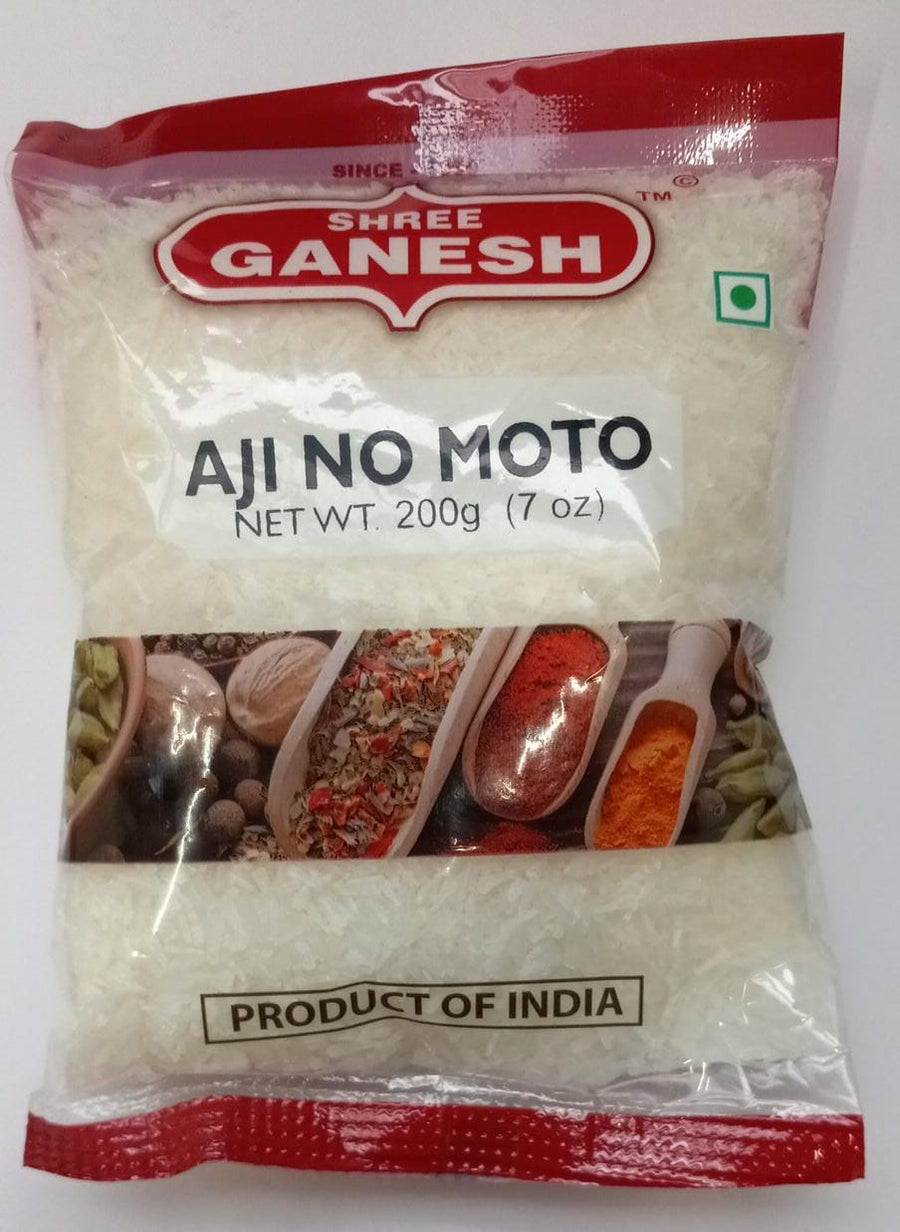 SINCE
SHREE
GANESH
TM ©
AJI NO MOTO
NET WT. 200g (7 oz)
PRODUCT OF INDIA